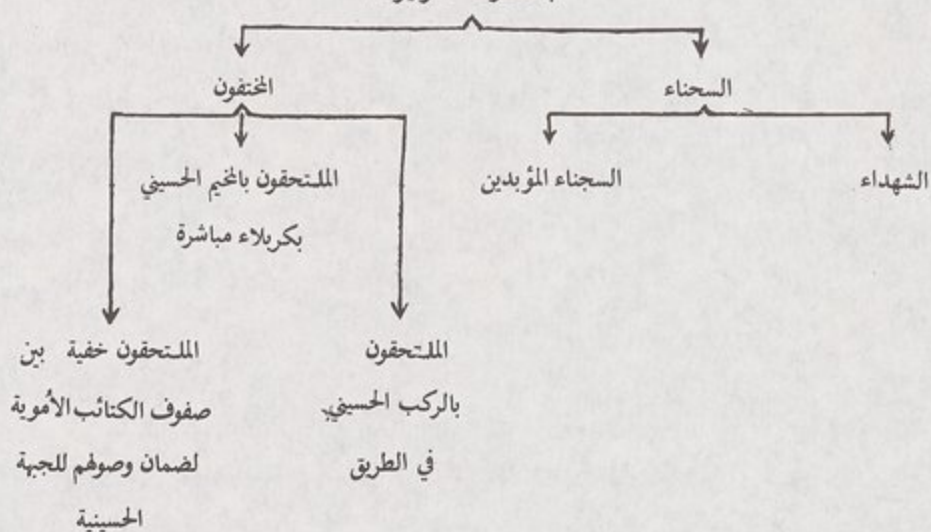 السجناء
المختفون
الشهداء
السجناء المؤبدين
الملتحقون بالمخيم الحسيني
بكربلاء مباشرة
الملتحقون
بالركب الحسيني
في الطريق
الملتحقون خفية بين
صفوف الكتائب الأموية
لضمان وصولهم للجبهة
الحسينية